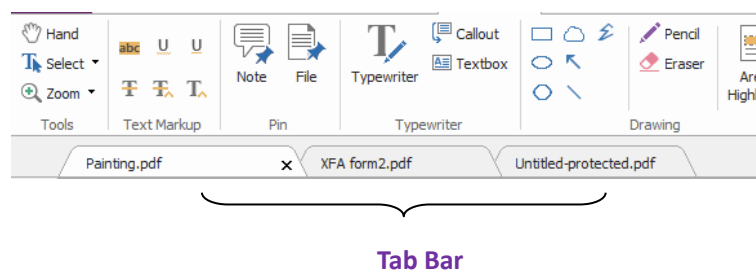 Hand
Select
Zoom
Tools
abc U U
T T T
Text Markup
Note
File
Pin
Typewriter
Callout
Textbox
Typewriter
Pencil
Eraser
Drawing
Painting.pdf x
XFA form2.pdf
Untitled-protected.pdf
Tab Bar